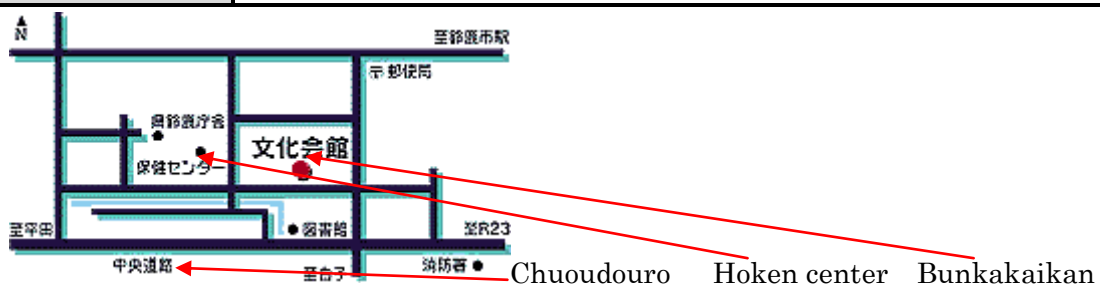 N
至鈴鹿市駅
〒郵便局
県鈴鹿庁舎
文化会館
保健センター
至平田
図書館
至R23
中央道路
至白子
消防署
Chuoudouro Hoken center Bunkakaikan